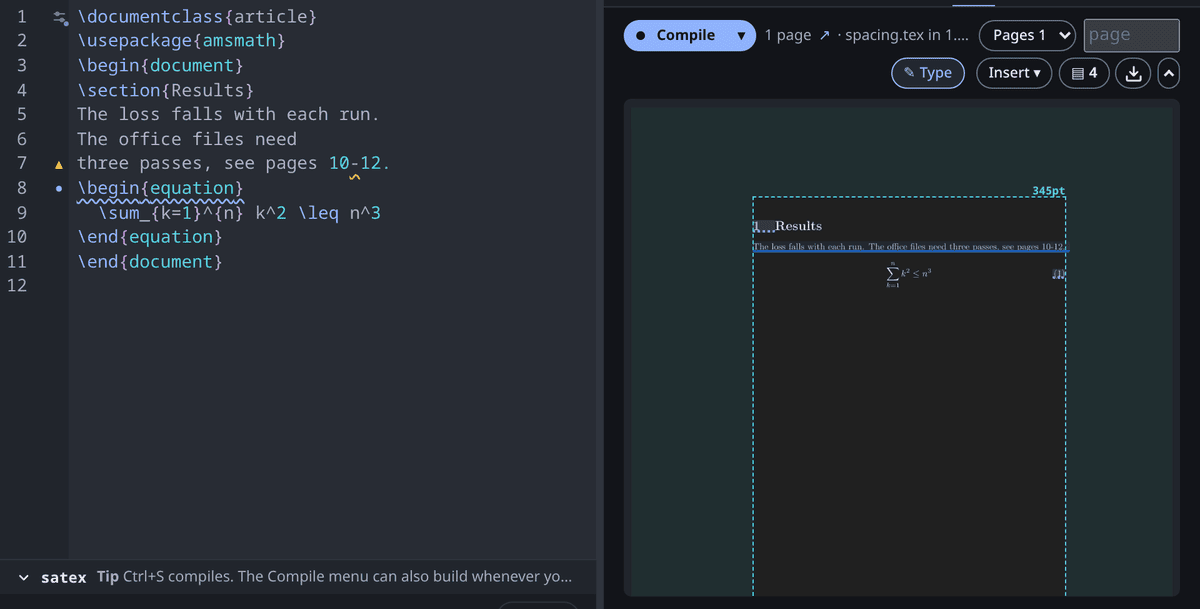 1 \documentclass{article}
2 \usepackage{amsmath}
3 \begin{document}
4 \section{Results}
5 The loss falls with each run.
6 The office files need
7 three passes, see pages 10-12.
8 \begin{equation}
9 \sum_{k=1}^{n} k^2 \leq n^3
10 \end{equation}
11 \end{document}
12
satex Tip Ctrl+S compiles. The Compile menu can also build whenever yo...
Compile ▾ 1 page ↗ · spacing.tex in 1.... Pages 1 page
✎ Type Insert ▾ 4
345pt
1 Results
The loss falls with each run. The office files need three passes, see pages 10-12.
n
∑ k² ≤ n³ (1)
k=1